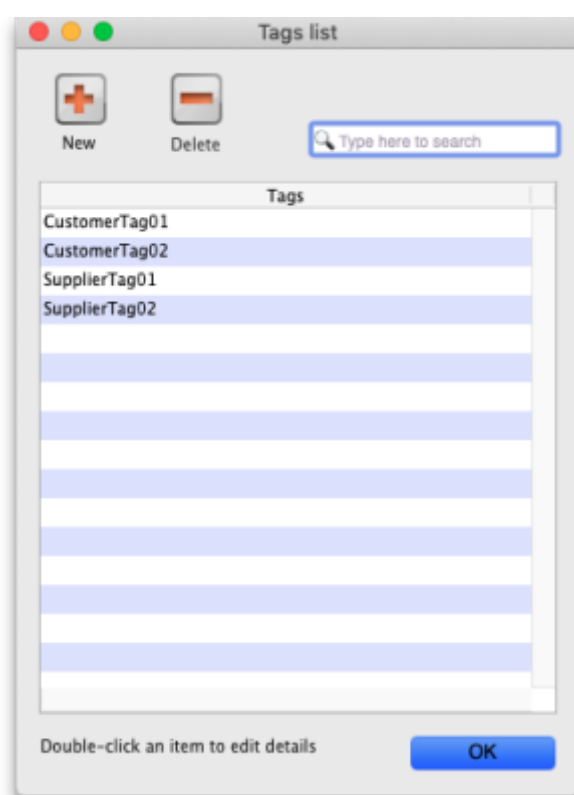 Tags list
New
Delete
Type here to search
Tags
CustomerTag01
CustomerTag02
SupplierTag01
SupplierTag02
Double-click an item to edit details
OK